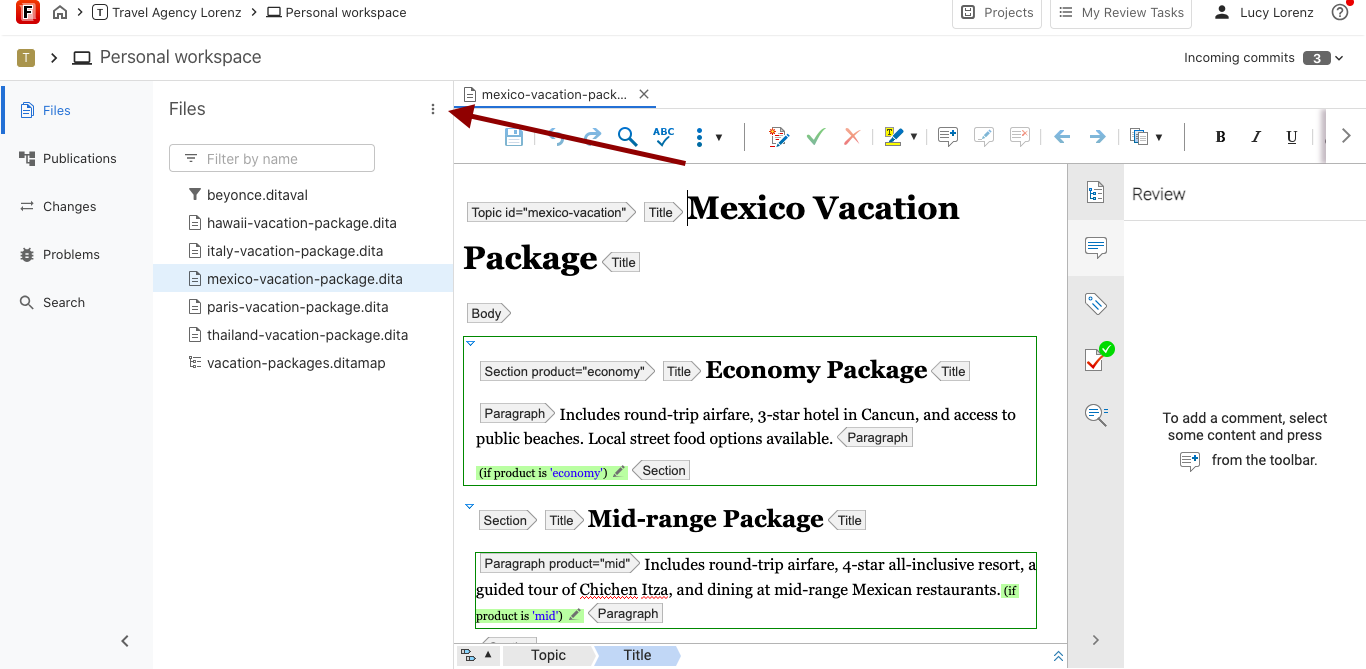 F T Travel Agency Lorenz Personal workspace Projects My Review Tasks Lucy Lorenz ?
T Personal workspace Incoming commits 3
Files
Publications
Changes
Problems
Search
Files
Filter by name
beyonce.ditaval
hawaii-vacation-package.dita
italy-vacation-package.dita
mexico-vacation-package.dita
paris-vacation-package.dita
thailand-vacation-package.dita
vacation-packages.ditamap
mexico-vacation-pack...
ABC T B I U
Topic id="mexico-vacation" Title Mexico Vacation
Package Title
Body
Section product="economy" Title Economy Package Title
Paragraph Includes round-trip airfare, 3-star hotel in Cancun, and access to
public beaches. Local street food options available. Paragraph
(if product is 'economy') Section
Section Title Mid-range Package Title
Paragraph product="mid" Includes round-trip airfare, 4-star all-inclusive resort, a
guided tour of Chichen Itza, and dining at mid-range Mexican restaurants. (if
product is 'mid') Paragraph
Topic Title
Review
To add a comment, select
some content and press
from the toolbar.